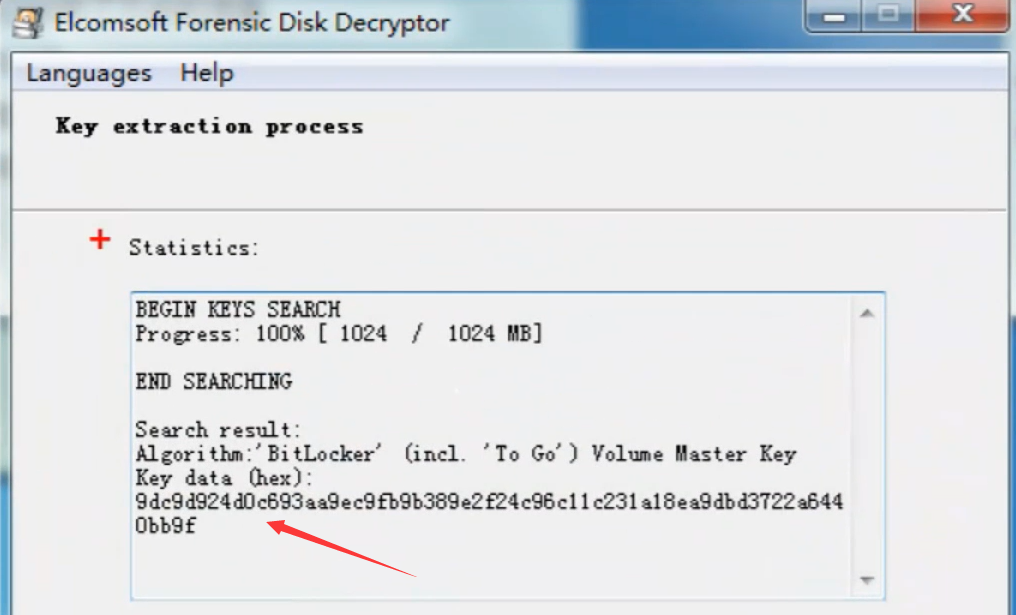 Elcomsoft Forensic Disk Decryptor
Languages Help
Key extraction process
+ Statistics:
BEGIN KEYS SEARCH
Progress: 100% [ 1024 / 1024 MB]
END SEARCHING
Search result:
Algorithm:'BitLocker' (incl. 'To Go') Volume Master Key
Key data (hex):
9dc9d924d0c693aa9ec9fb9b389e2f24c96c11c231a18ea9dbd3722a644
0bb9f